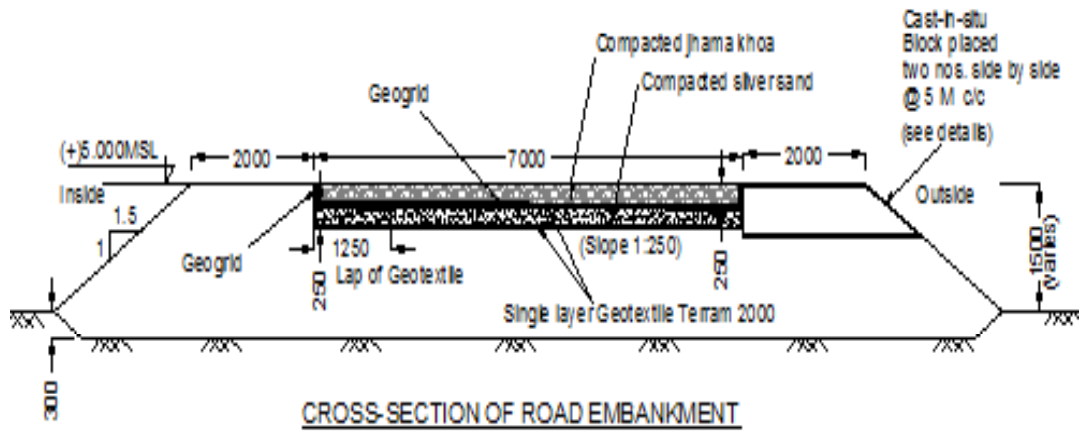 Cast-in-situ
Block placed
two nos. side by side
@ 5 M c/c
(see details)
Compacted jhama khoa
Compacted silver sand
Geogrid
(+)5.000MSL
2000
7000
2000
Inside
Outside
1.5
1
1250
(Slope 1:250)
Geogrid
250
Lap of Geotextile
250
1500
(varies)
Single layer Geotextile Terram 2000
300
CROSS-SECTION OF ROAD EMBANKMENT